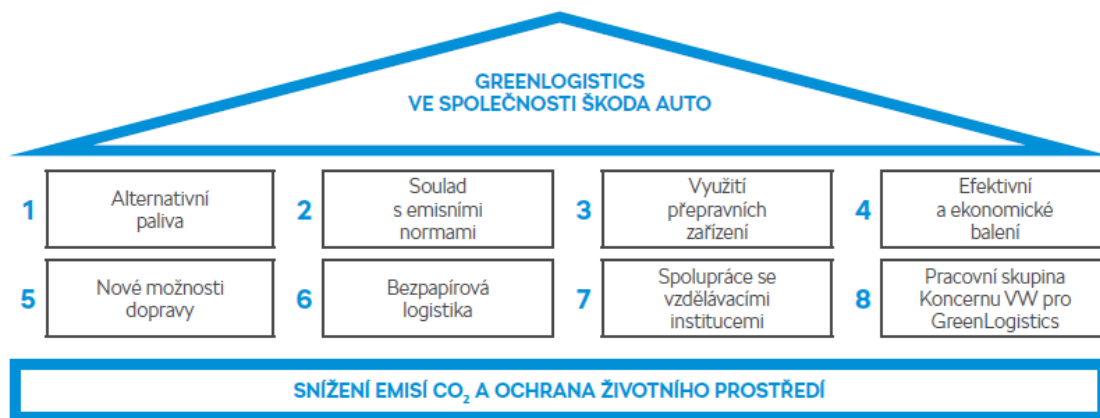 GREENLOGISTICS
VE SPOLEČNOSTI ŠKODA AUTO
1
Alternativní
paliva
2
Soulad
s emisními
normami
3
Využití
přepravních
zařízení
4
Efektivní
a ekonomické
balení
5
Nové možnosti
dopravy
6
Bezpapírová
logistika
7
Spolupráce se
vzdělávacími
institucemi
8
Pracovní skupina
Koncernu VW pro
GreenLogistics
SNÍŽENÍ EMISÍ CO₂ A OCHRANA ŽIVOTNÍHO PROSTŘEDÍ